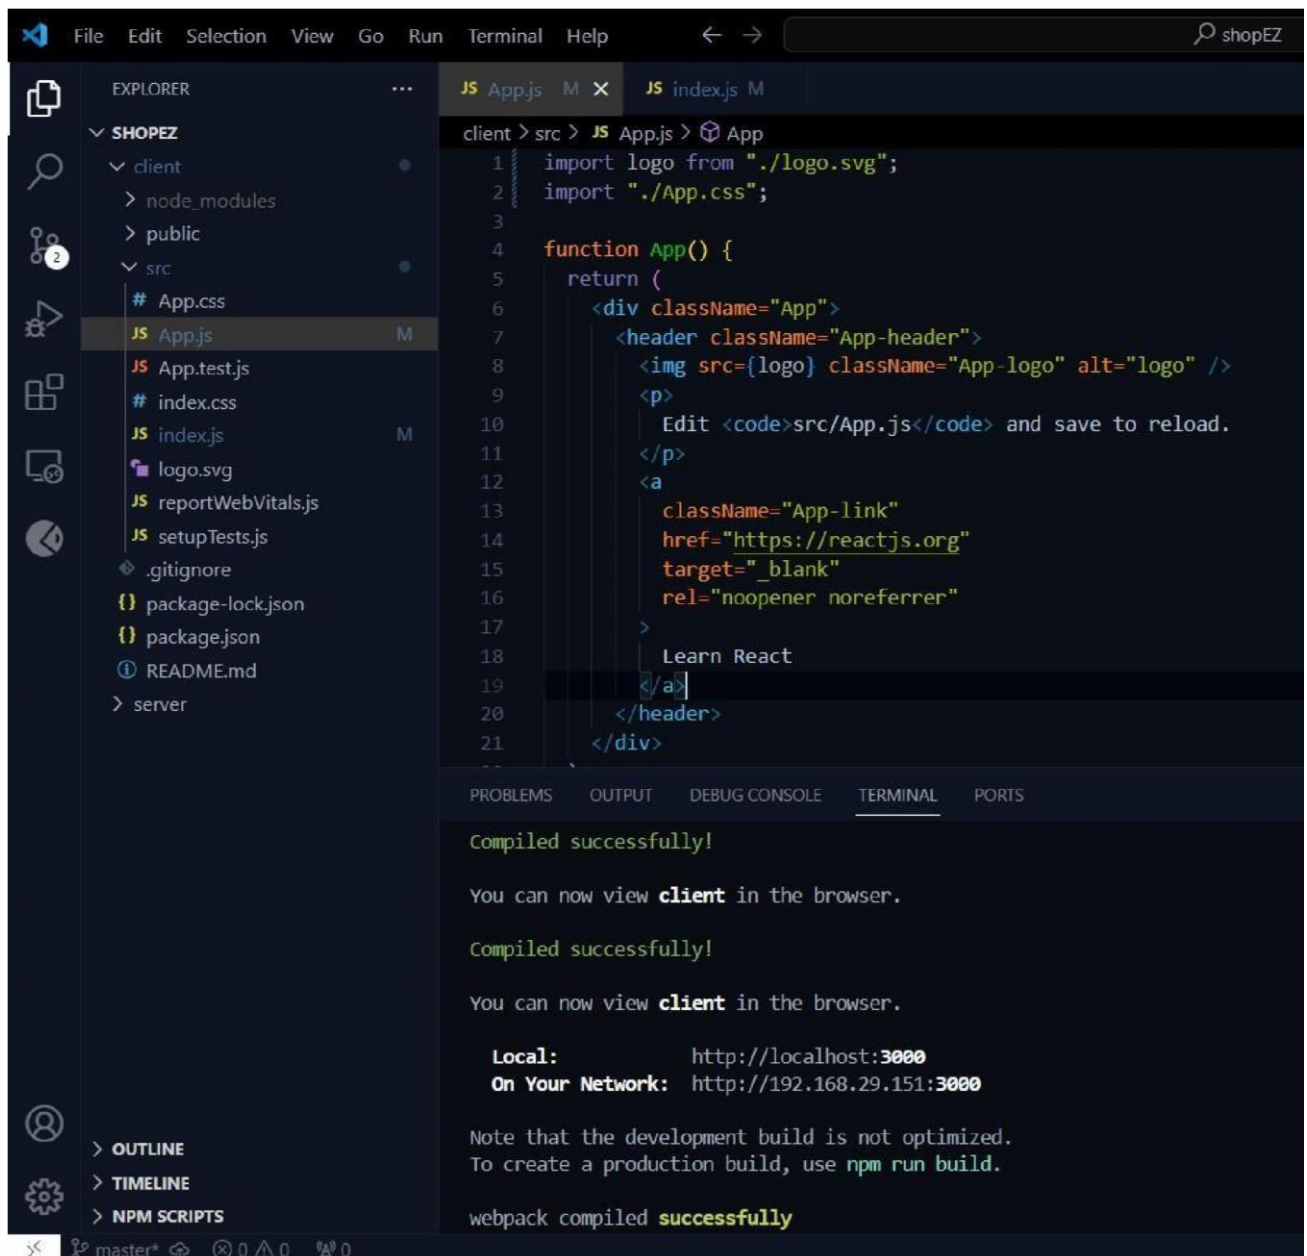 File Edit Selection View Go Run Terminal Help ← → shopEZ
EXPLORER ...
SHOPEZ
client
node_modules
public
src
# App.css
JS App.js M
JS App.test.js
# index.css
JS index.js M
logo.svg
JS reportWebVitals.js
JS setupTests.js
.gitignore
{} package-lock.json
{} package.json
README.md
server
OUTLINE
TIMELINE
NPM SCRIPTS
2
JS App.js M × JS index.js M
client > src > JS App.js > App
1 import logo from "./logo.svg";
2 import "./App.css";
3
4 function App() {
5 return (
6 <div className="App">
7 <header className="App-header">
8 <img src={logo} className="App-logo" alt="logo" />
9 <p>
10 Edit <code>src/App.js</code> and save to reload.
11 </p>
12 <a
13 className="App-link"
14 href="https://reactjs.org"
15 target="_blank"
16 rel="noopener noreferrer"
17 >
18 Learn React
19 </a>
20 </header>
21 </div>
PROBLEMS OUTPUT DEBUG CONSOLE TERMINAL PORTS
Compiled successfully!
You can now view client in the browser.
Compiled successfully!
You can now view client in the browser.
Local: http://localhost:3000
On Your Network: http://192.168.29.151:3000
Note that the development build is not optimized.
To create a production build, use npm run build.
webpack compiled successfully
master* 0 0 0